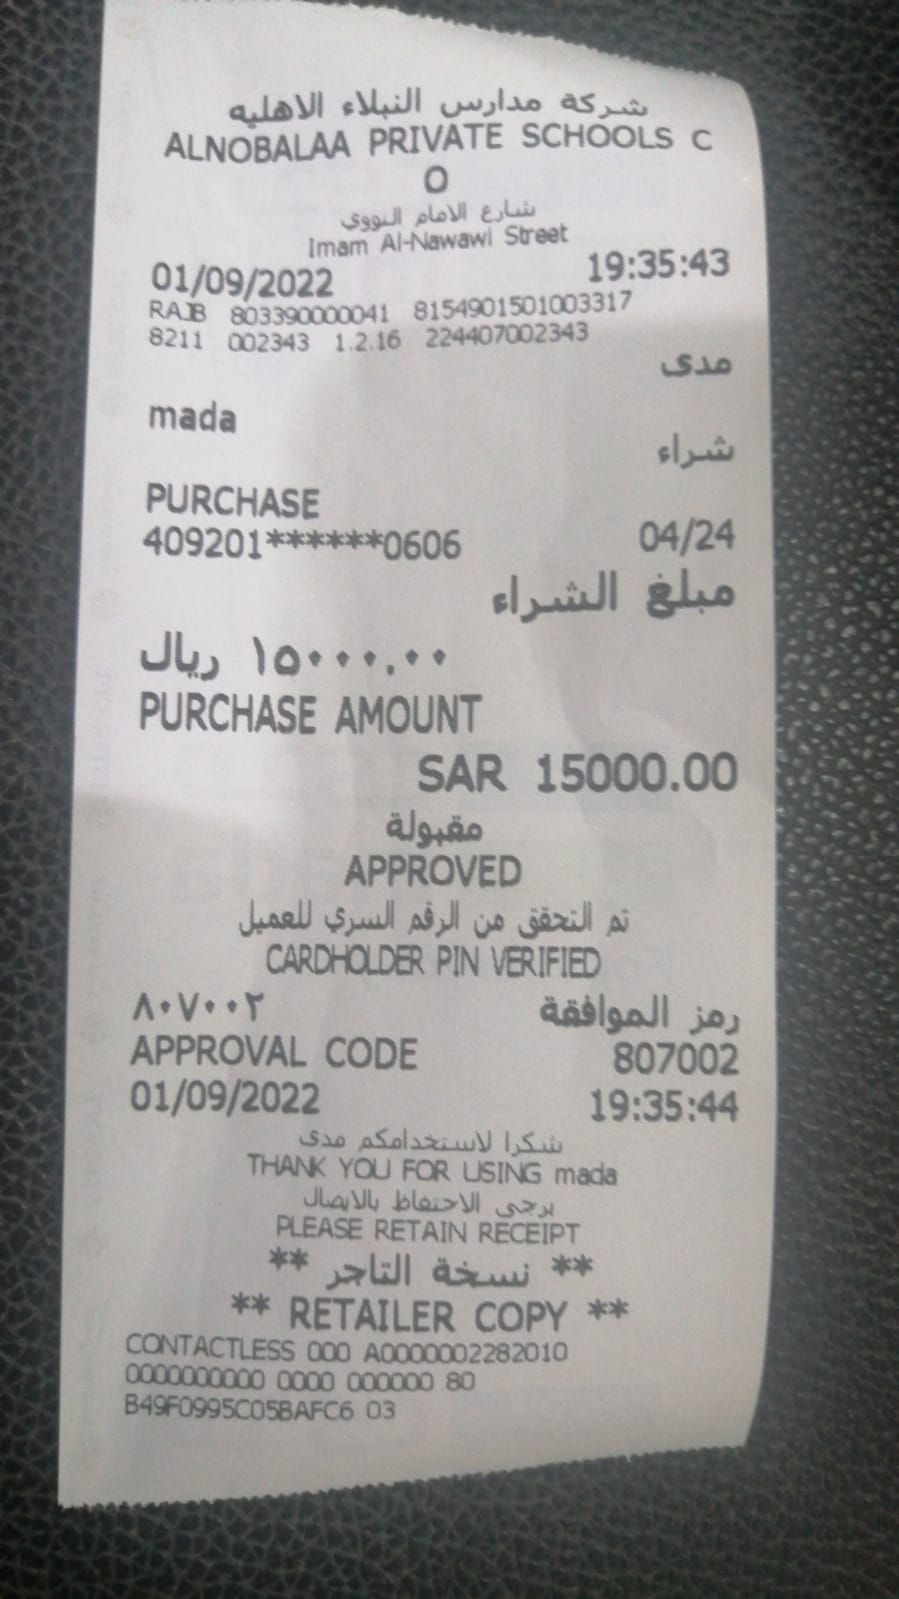 شركة مدارس النبلاء الاهليه
ALNOBALAA PRIVATE SCHOOLS C
O
شارع الامام النووي
Imam Al-Nawawi Street
01/09/2022 19:35:43
RAJB 803390000041 8154901501003317
8211 002343 1.2.16 224407002343
مدى
mada
شراء
PURCHASE
409201******0606 04/24
مبلغ الشراء
١٥٠٠٠.٠٠ ريال
PURCHASE AMOUNT
SAR 15000.00
مقبولة
APPROVED
تم التحقق من الرقم السري للعميل
CARDHOLDER PIN VERIFIED
رمز الموافقة ٨٠٧٠٠٢
APPROVAL CODE 807002
01/09/2022 19:35:44
شكرا لاستخدامكم مدى
THANK YOU FOR USING mada
يرجى الاحتفاظ بالايصال
PLEASE RETAIN RECEIPT
** نسخة التاجر **
** RETAILER COPY **
CONTACTLESS 000 A0000002282010
0000000000 0000 000000 80
B49F0995C05BAFC6 03